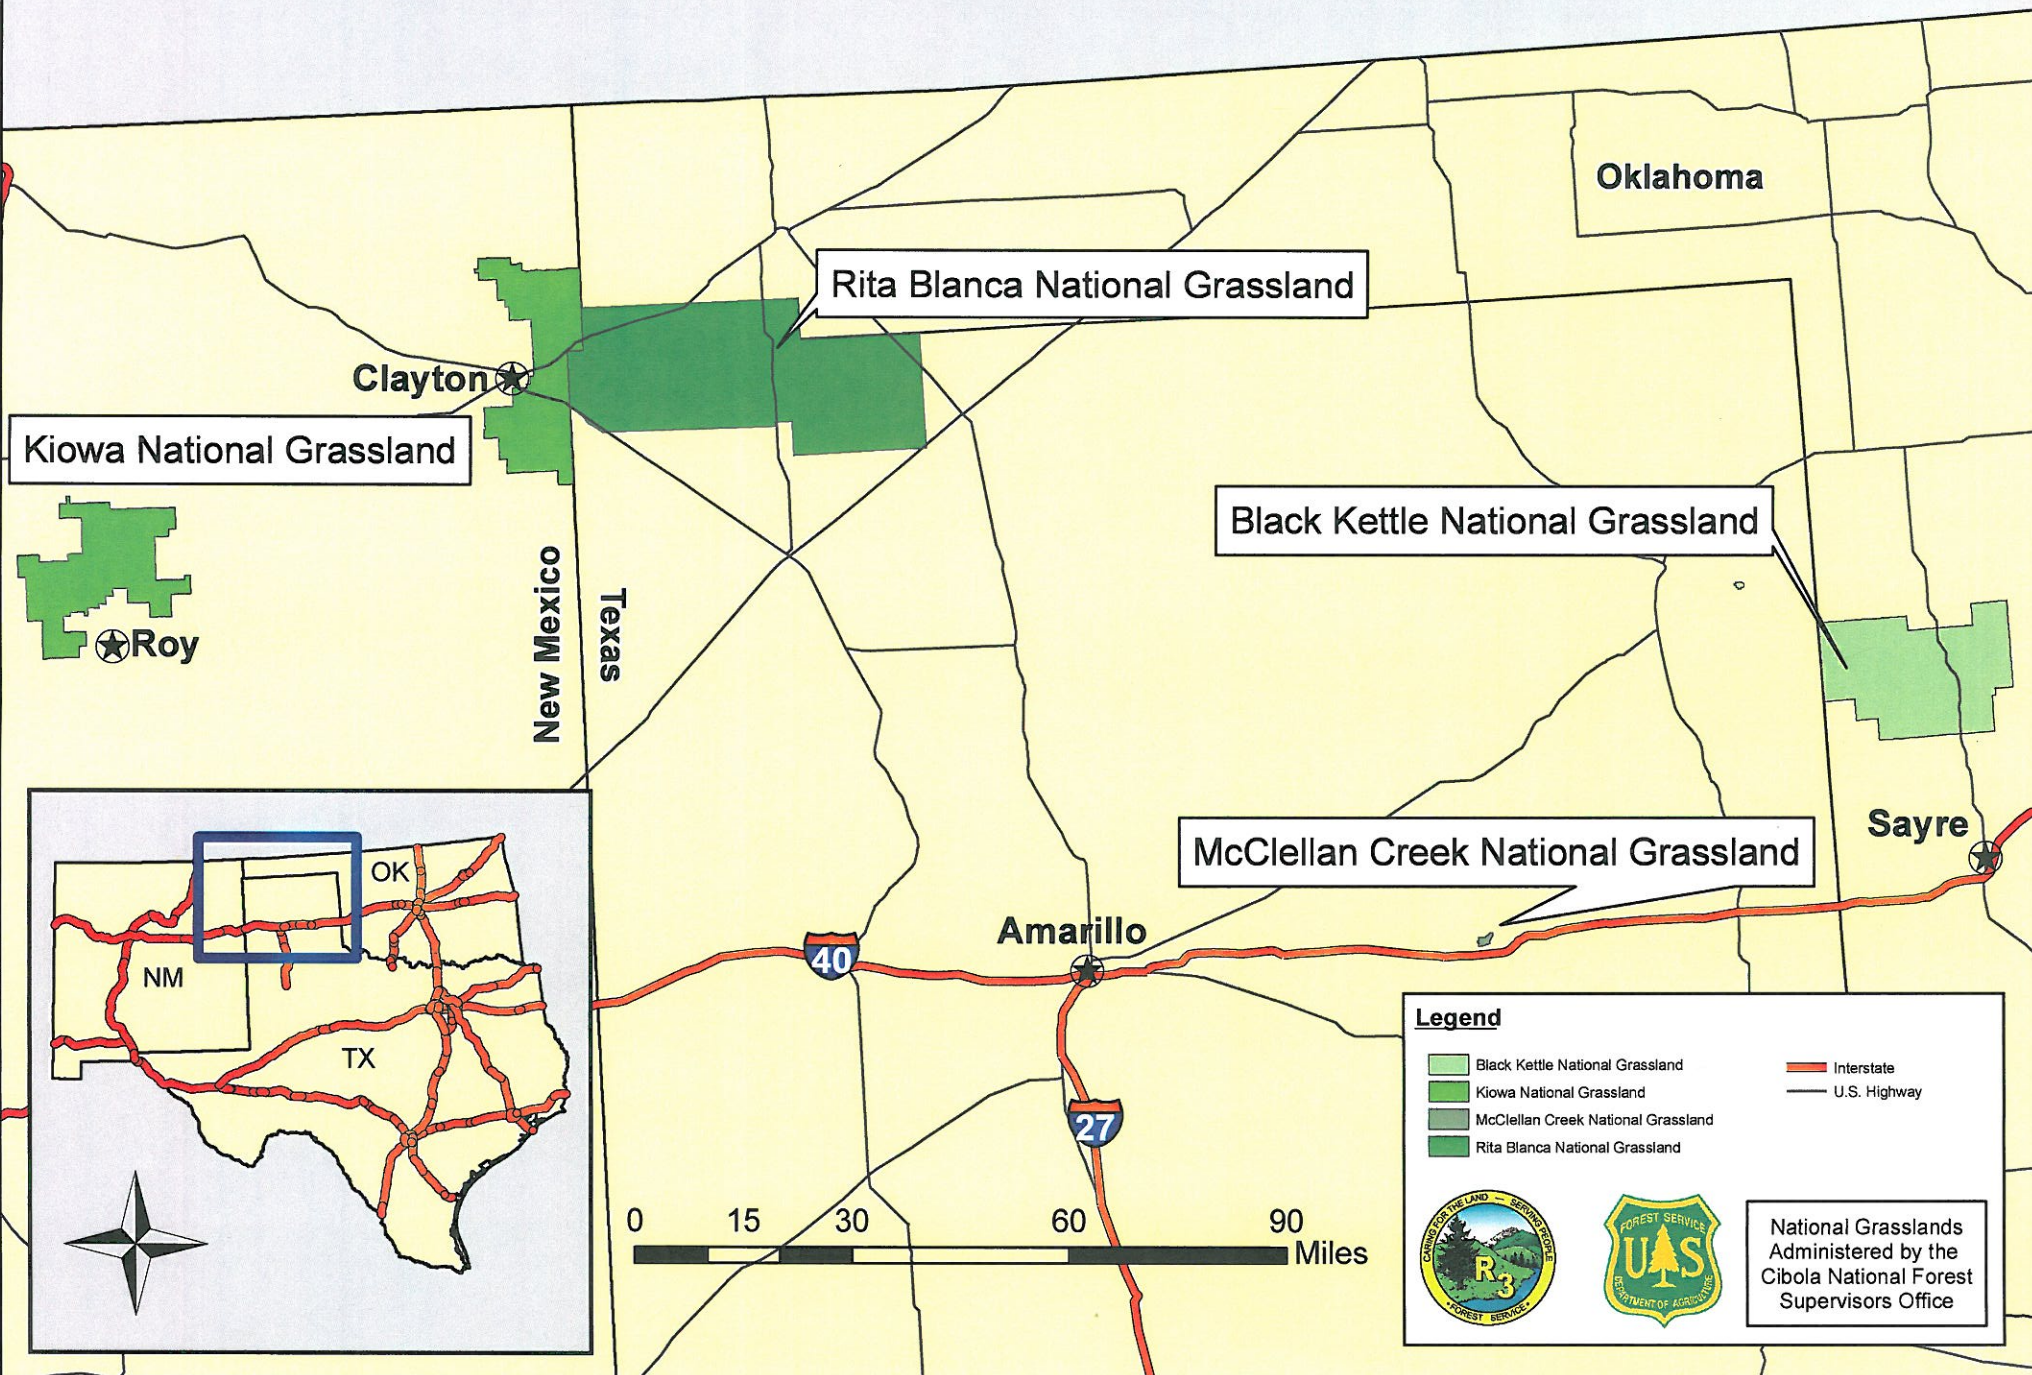 Oklahoma
Rita Blanca National Grassland
Clayton
Kiowa National Grassland
Black Kettle National Grassland
New Mexico
Texas
Roy
Sayre
McClellan Creek National Grassland
Amarillo
40
27
OK
NM
TX
0 15 30 60 90
Miles
Legend
Black Kettle National Grassland
Kiowa National Grassland
McClellan Creek National Grassland
Rita Blanca National Grassland
Interstate
U.S. Highway
CARING FOR THE LAND — SERVING PEOPLE
R3
• FOREST SERVICE •
FOREST SERVICE
US
DEPARTMENT OF AGRICULTURE
National Grasslands
Administered by the
Cibola National Forest
Supervisors Office